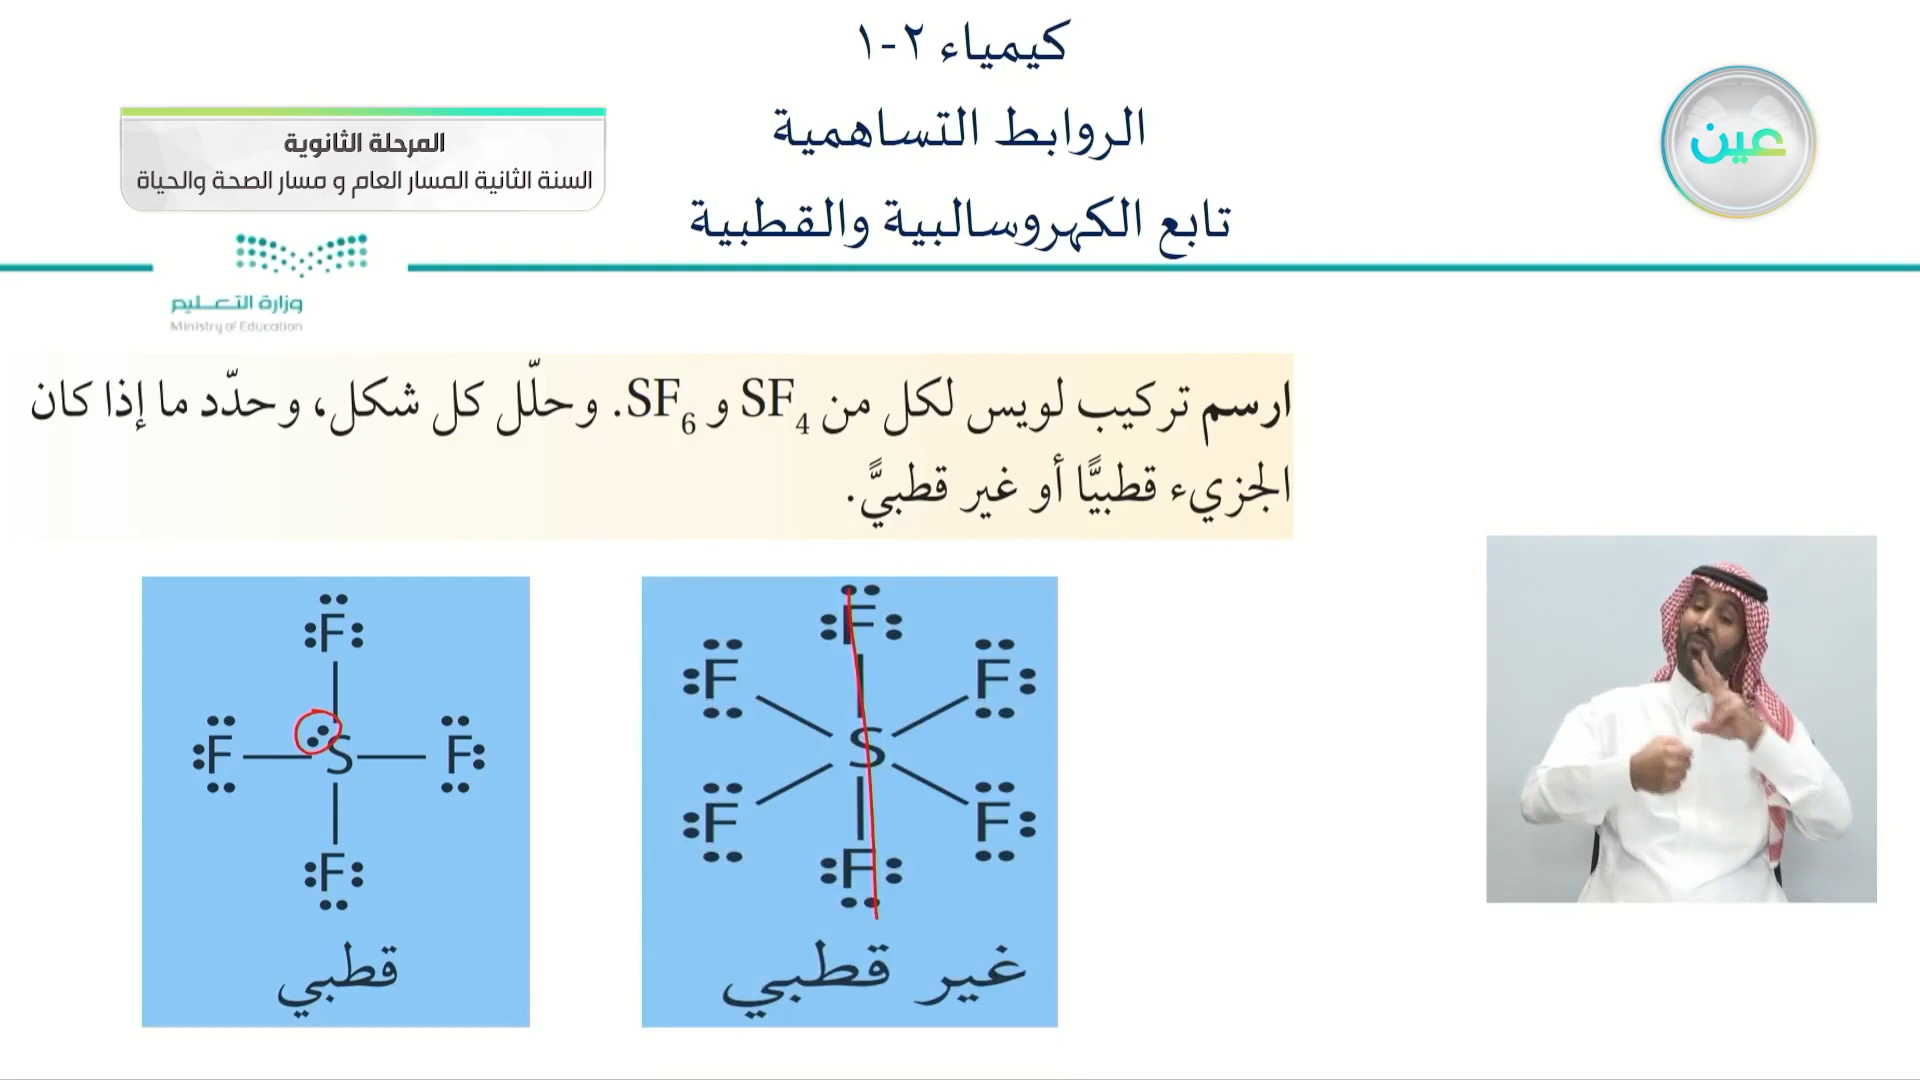 كيمياء ٢-١
الروابط التساهمية
تابع الكهروسالبية والقطبية
عين
المرحلة الثانوية
السنة الثانية المسار العام و مسار الصحة والحياة
وزارة التعليم
Ministry of Education
ارسم تركيب لويس لكل من SF₄ و SF₆. وحلّل كل شكل، وحدّد ما إذا كان
الجزيء قطبيًّا أو غير قطبيًّ.
F
F S F
F
قطبي
F
F F
S
F F
F
غير قطبي